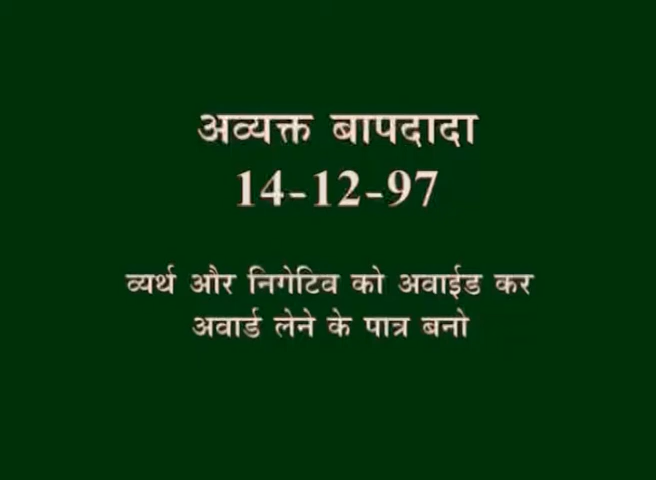 अव्यक्त बापदादा
14-12-97
व्यर्थ और निगेटिव को अवाईड कर
अवार्ड लेने के पात्र बनो